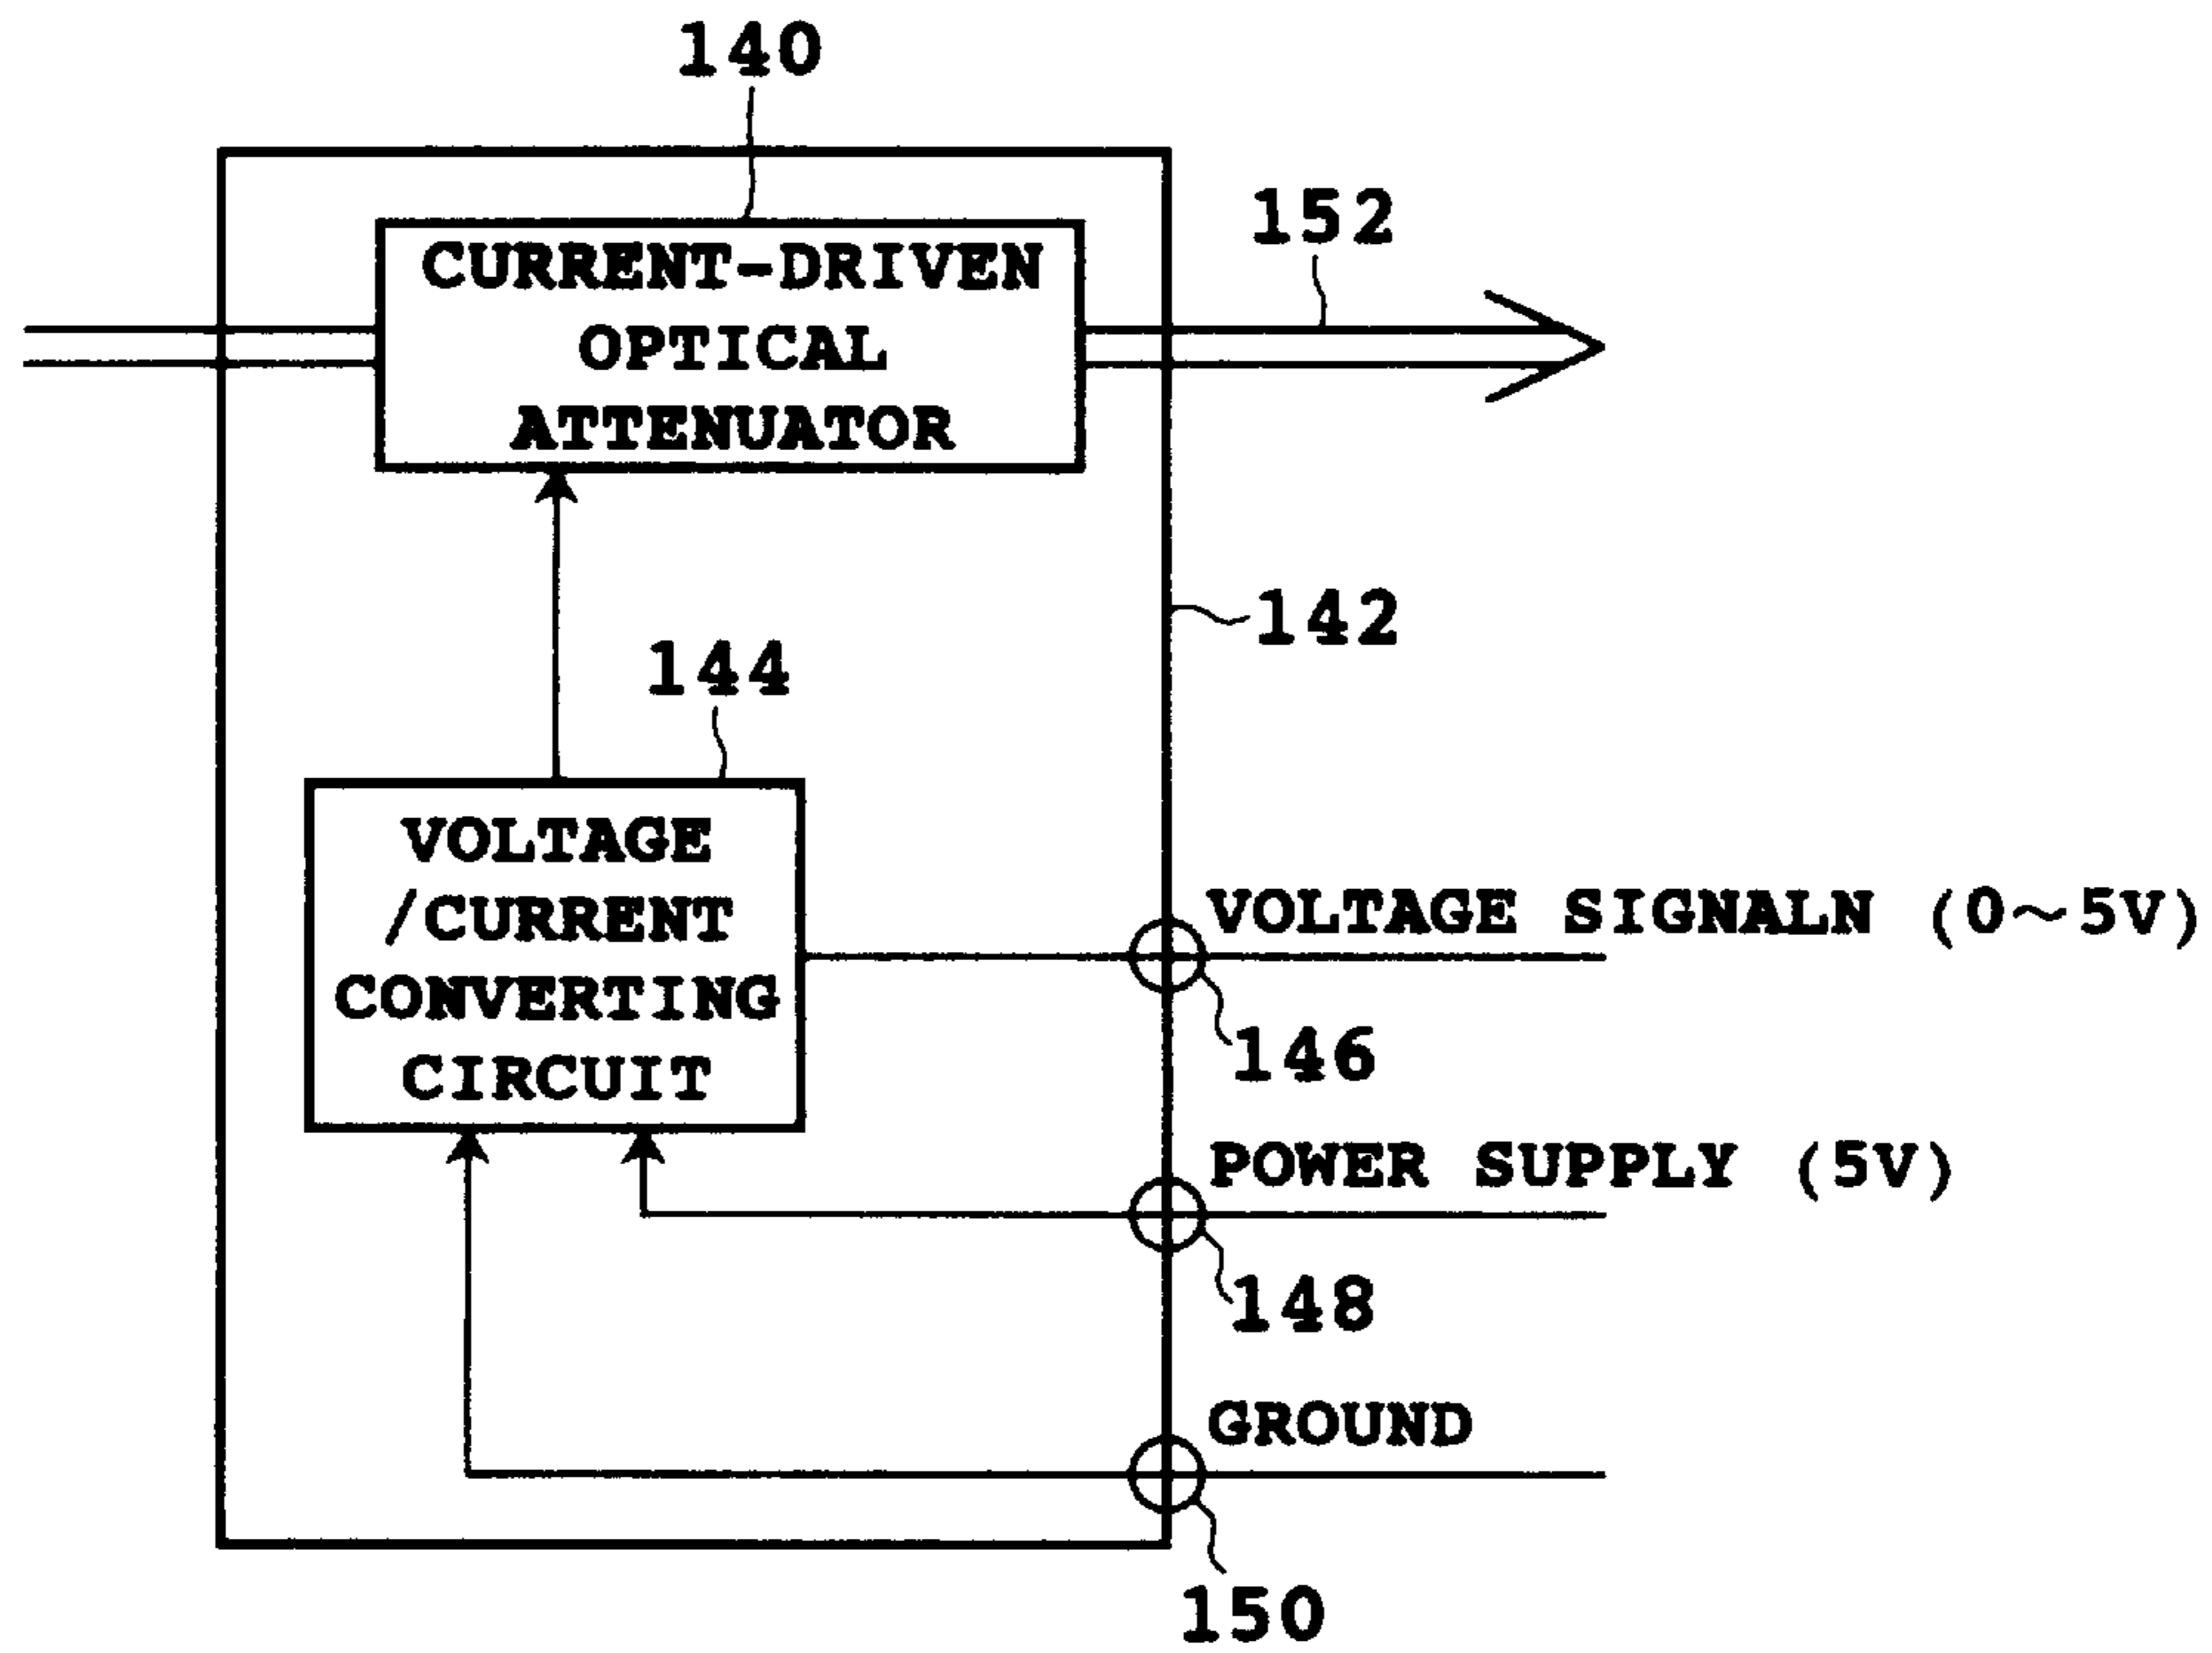 140
CURRENT-DRIVEN
OPTICAL
ATTENUATOR
152
142
144
VOLTAGE
/CURRENT
CONVERTING
CIRCUIT
VOLTAGE SIGNALN (0~5V)
146
POWER SUPPLY (5V)
148
GROUND
150